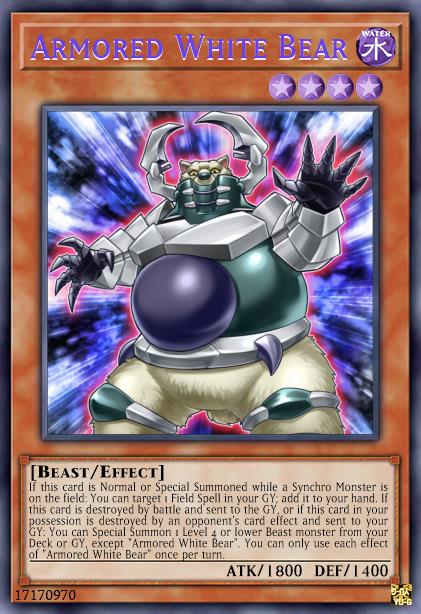 Armored White Bear
WATER
水
[Beast/Effect]
If this card is Normal or Special Summoned while a Synchro Monster is
on the field: You can target 1 Field Spell in your GY; add it to your hand. If
this card is destroyed by battle and sent to the GY, or if this card in your
possession is destroyed by an opponent's card effect and sent to your
GY: You can Special Summon 1 Level 4 or lower Beast monster from your
Deck or GY, except "Armored White Bear". You can only use each effect
of "Armored White Bear" once per turn.
ATK/1800 DEF/1400
17170970